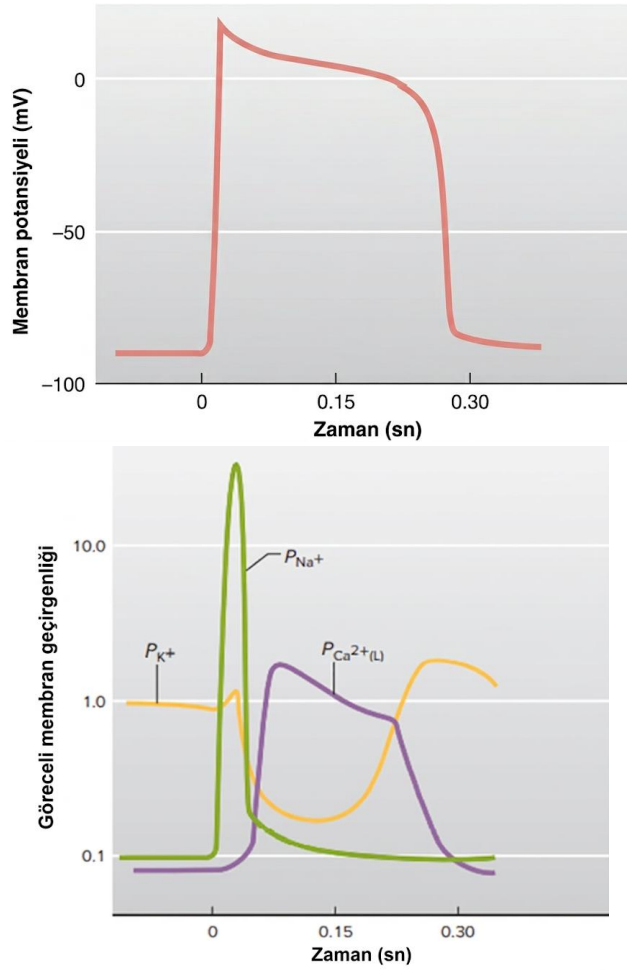 Membran potansiyeli (mV)
0
−50
−100
0
0.15
0.30
Zaman (sn)
Göreceli membran geçirgenliği
10.0
1.0
0.1
PNa+
PK+
PCa2+(L)
0
0.15
0.30
Zaman (sn)